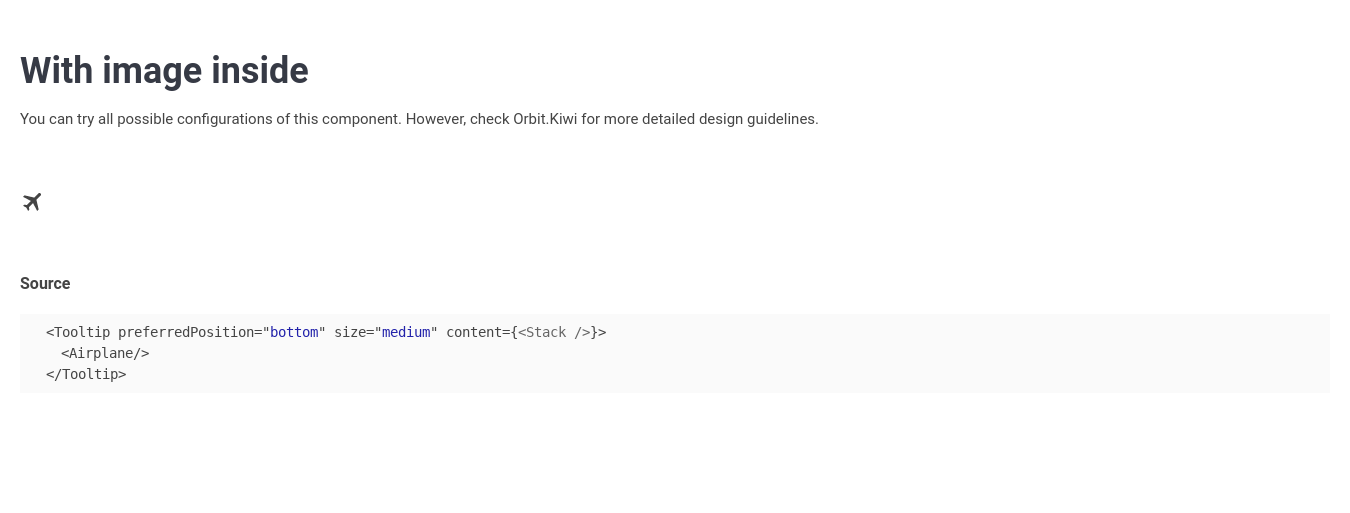 With image inside
You can try all possible configurations of this component. However, check Orbit.Kiwi for more detailed design guidelines.
Source
<Tooltip preferredPosition="bottom" size="medium" content={<Stack />}>
<Airplane/>
</Tooltip>